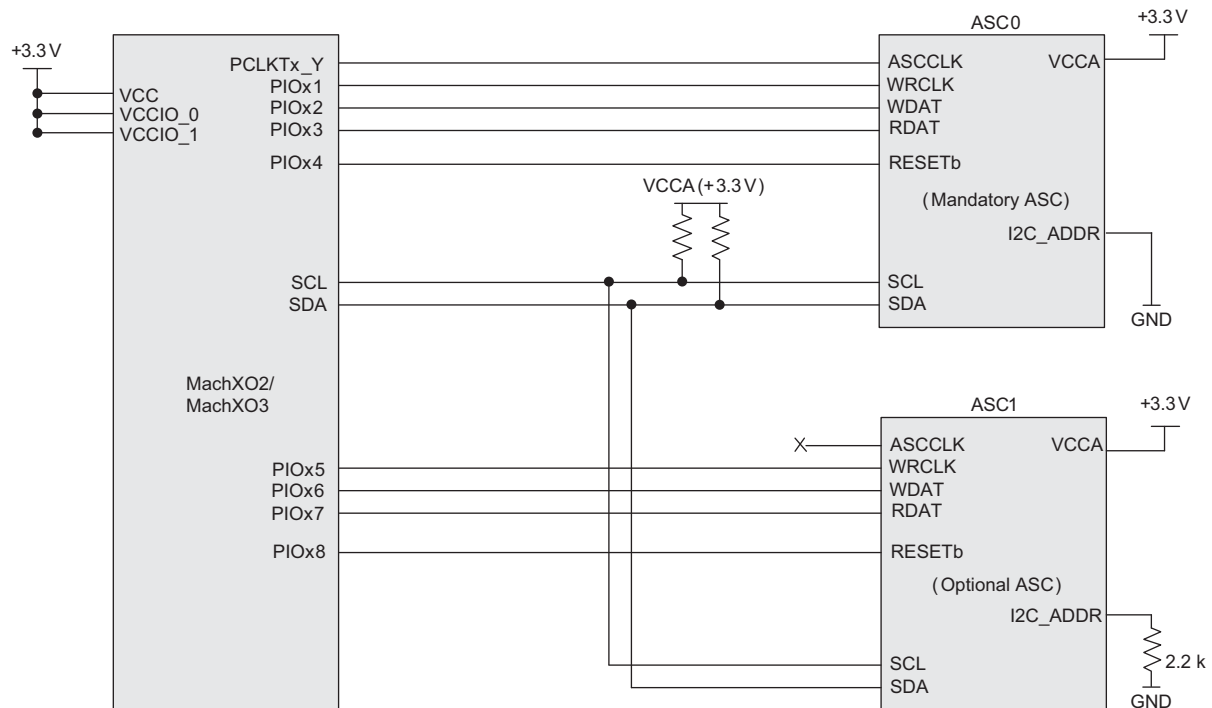 +3.3 V
VCC
VCCIO_0
VCCIO_1
PCLKTx_Y
PIOx1
PIOx2
PIOx3
PIOx4
SCL
SDA
MachXO2/
MachXO3
PIOx5
PIOx6
PIOx7
PIOx8
VCCA (+3.3 V)
ASC0
+3.3 V
ASCCLK
VCCA
WRCLK
WDAT
RDAT
RESETb
(Mandatory ASC)
I2C_ADDR
SCL
SDA
GND
ASC1
+3.3 V
X
ASCCLK
VCCA
WRCLK
WDAT
RDAT
RESETb
(Optional ASC)
I2C_ADDR
2.2 k
SCL
SDA
GND